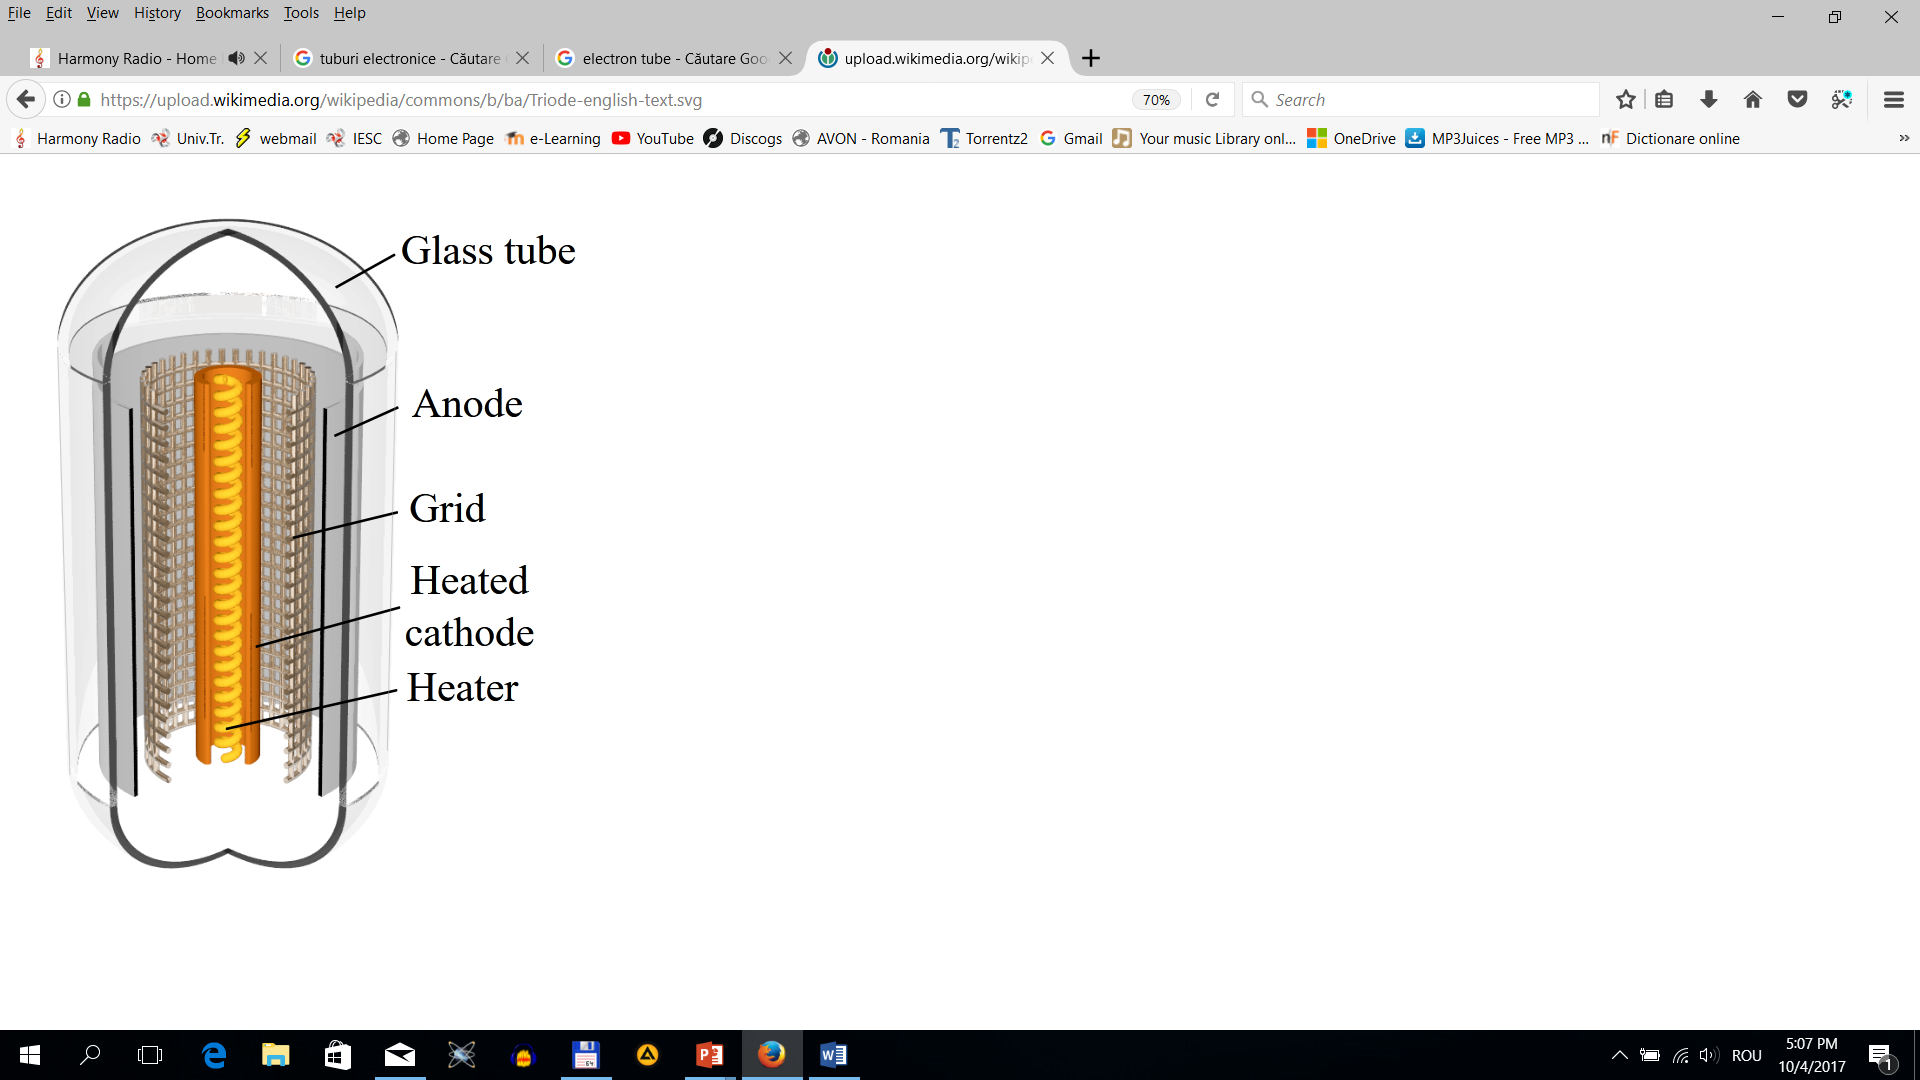 File Edit View History Bookmarks Tools Help
Harmony Radio - Home
tuburi electronice - Căutare
electron tube - Căutare Goo
upload.wikimedia.org/wikip
https://upload.wikimedia.org/wikipedia/commons/b/ba/Triode-english-text.svg
70%
Search
Harmony Radio Univ.Tr. webmail IESC Home Page e-Learning YouTube Discogs AVON - Romania Torrentz2 Gmail Your music Library onl... OneDrive MP3Juices - Free MP3 ... Dictionare online
Glass tube
Anode
Grid
Heated
cathode
Heater
ROU
5:07 PM
10/4/2017
1